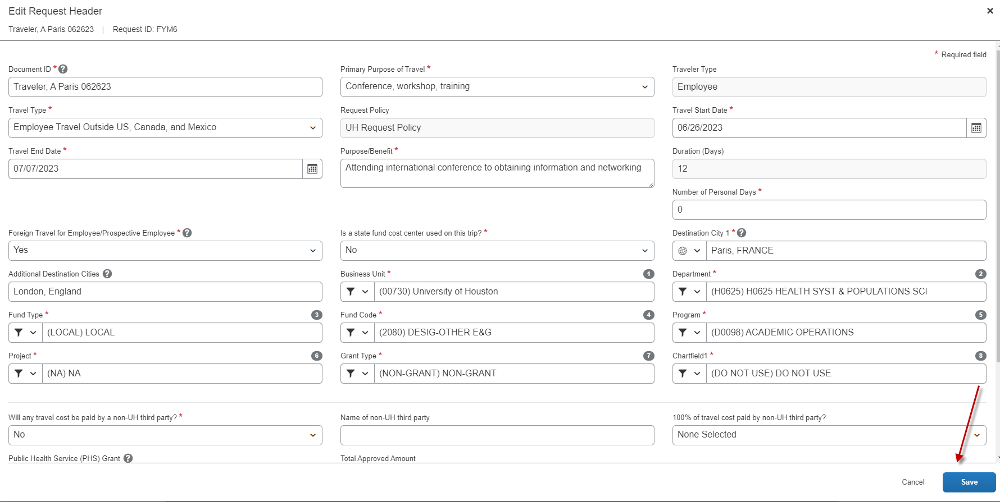 Edit Request Header
Traveler, A Paris 062623 | Request ID: FYM6
* Required field
Document ID *
Traveler, A Paris 062623
Primary Purpose of Travel *
Conference, workshop, training
Traveler Type
Employee
Travel Type *
Employee Travel Outside US, Canada, and Mexico
Request Policy
UH Request Policy
Travel Start Date *
06/26/2023
Travel End Date *
07/07/2023
Purpose/Benefit *
Attending international conference to obtaining information and networking
Duration (Days)
12
Number of Personal Days *
0
Foreign Travel for Employee/Prospective Employee *
Yes
Is a state fund cost center used on this trip? *
No
Destination City 1 *
Paris, FRANCE
Additional Destination Cities
London, England
Business Unit * 1
(00730) University of Houston
Department * 2
(H0625) H0625 HEALTH SYST & POPULATIONS SCI
Fund Type * 3
(LOCAL) LOCAL
Fund Code * 4
(2080) DESIG-OTHER E&G
Program * 5
(D0098) ACADEMIC OPERATIONS
Project * 6
(NA) NA
Grant Type * 7
(NON-GRANT) NON-GRANT
Chartfield1 * 8
(DO NOT USE) DO NOT USE
Will any travel cost be paid by a non-UH third party? *
No
Name of non-UH third party
100% of travel cost paid by non-UH third party?
None Selected
Public Health Service (PHS) Grant
Total Approved Amount
Cancel
Save